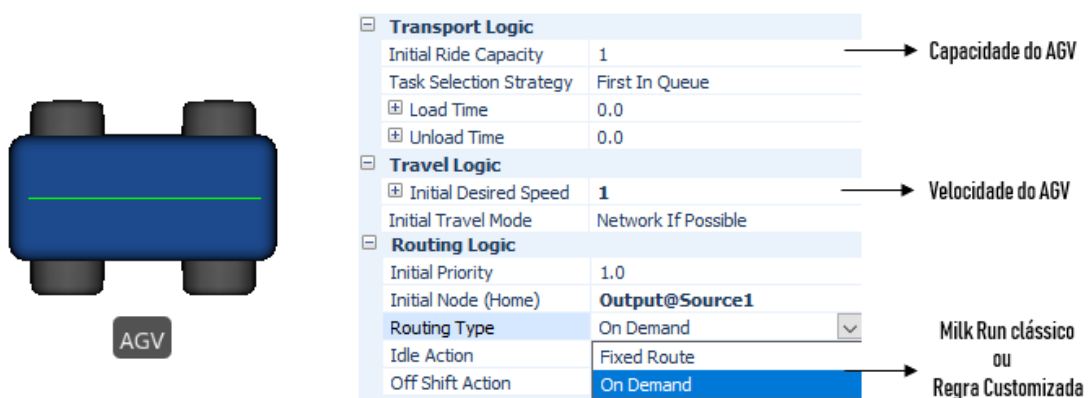 AGV
Transport Logic
Initial Ride Capacity 1
Capacidade do AGV
Task Selection Strategy First In Queue
Load Time 0.0
Unload Time 0.0
Travel Logic
Initial Desired Speed 1
Velocidade do AGV
Initial Travel Mode Network If Possible
Routing Logic
Initial Priority 1.0
Initial Node (Home) Output@Source1
Routing Type On Demand
Idle Action Fixed Route
Off Shift Action On Demand
Milk Run clássico
ou
Regra Customizada